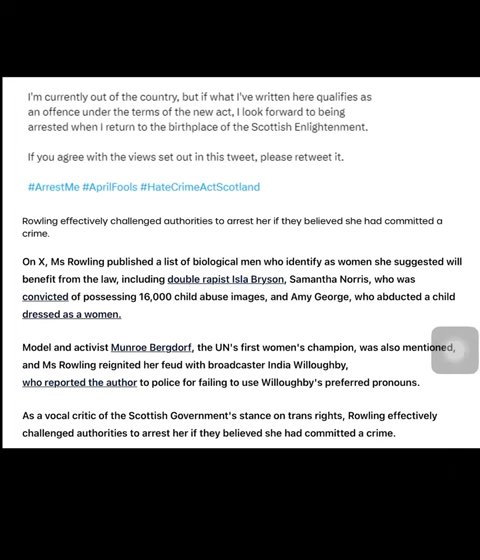 I'm currently out of the country, but if what I've written here qualifies as
an offence under the terms of the new act, I look forward to being
arrested when I return to the birthplace of the Scottish Enlightenment.
If you agree with the views set out in this tweet, please retweet it.
#ArrestMe #AprilFools #HateCrimeActScotland
Rowling effectively challenged authorities to arrest her if they believed she had committed a
crime.
On X, Ms Rowling published a list of biological men who identify as women she suggested will
benefit from the law, including double rapist Isla Bryson, Samantha Norris, who was
convicted of possessing 16,000 child abuse images, and Amy George, who abducted a child
dressed as a women.
Model and activist Munroe Bergdorf, the UN's first women's champion, was also mentioned,
and Ms Rowling reignited her feud with broadcaster India Willoughby,
who reported the author to police for failing to use Willoughby's preferred pronouns.
As a vocal critic of the Scottish Government's stance on trans rights, Rowling effectively
challenged authorities to arrest her if they believed she had committed a crime.